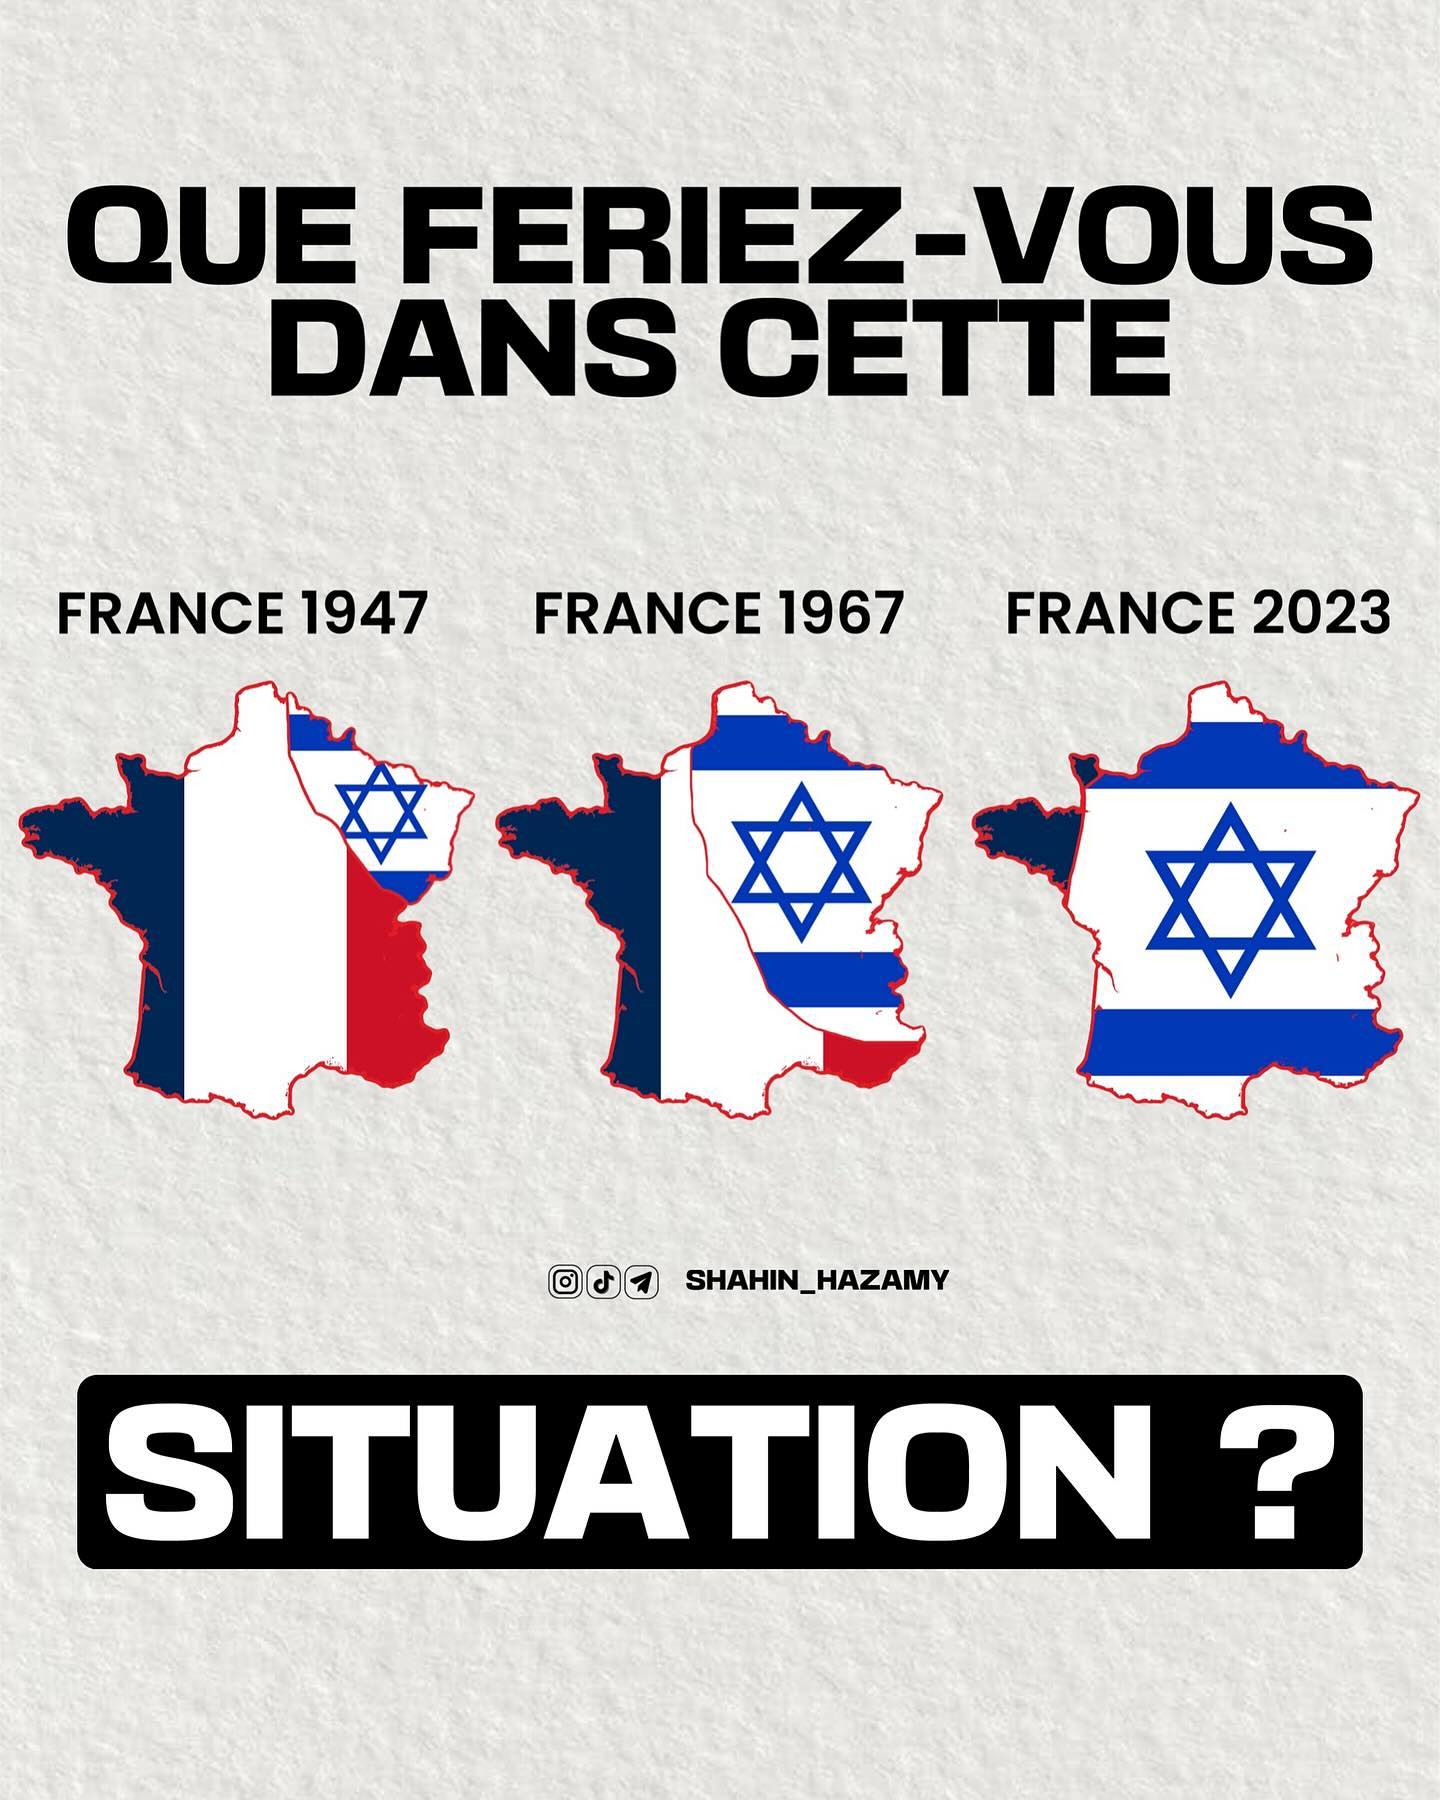 QUE FERIEZ-VOUS
DANS CETTE
FRANCE 1947
FRANCE 1967
FRANCE 2023
SHAHIN_HAZAMY
SITUATION ?